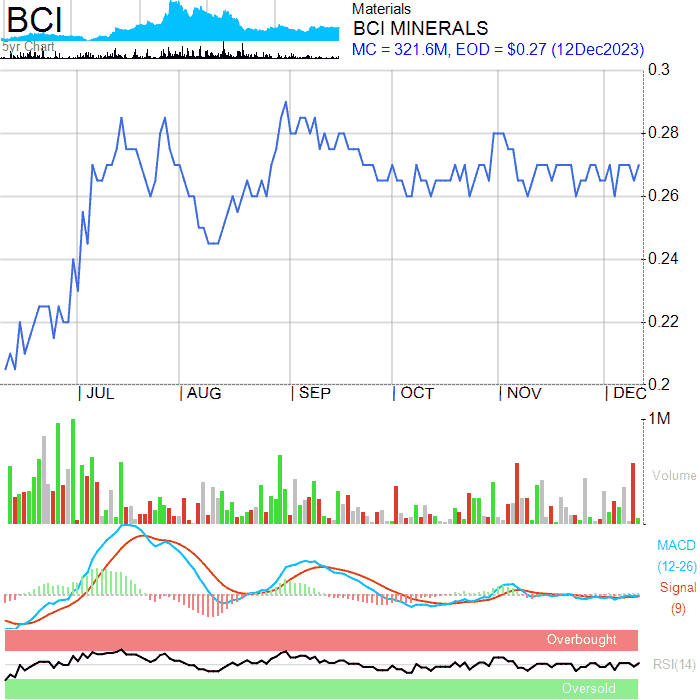 BCI
5yr Chart
Materials
BCI MINERALS
MC = 321.6M, EOD = $0.27 (12Dec2023)
0.3
0.28
0.26
0.24
0.22
0.2
| JUL | AUG | SEP | OCT | NOV | DEC
1M
Volume
MACD
(12-26)
Signal
(9)
Overbought
RSI(14)
Oversold